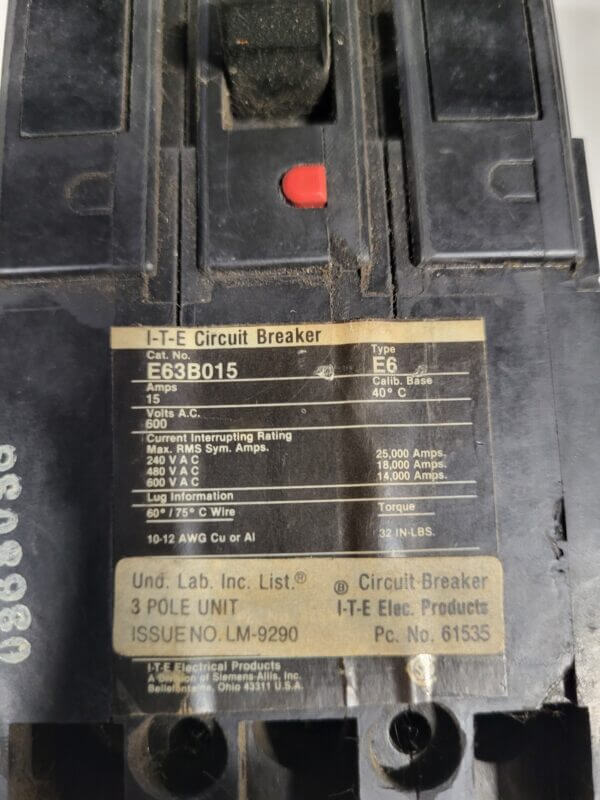 I-T-E Circuit Breaker
Cat. No.
E63B015
Type
E6
Amps
15
Calib. Base
40° C
Volts A.C.
600
Current Interrupting Rating
Max. RMS Sym. Amps.
240 V A C 25,000 Amps.
480 V A C 18,000 Amps.
600 V A C 14,000 Amps.
Lug Information
60°/75° C Wire Torque
10-12 AWG Cu or Al 32 IN-LBS.
Und. Lab. Inc. List.® ® Circuit Breaker
3 POLE UNIT I-T-E Elec. Products
ISSUE NO. LM-9290 Pc. No. 61535
I-T-E Electrical Products
A Division of Siemens-Allis, Inc.
Bellefontaine, Ohio 43311 U.S.A.